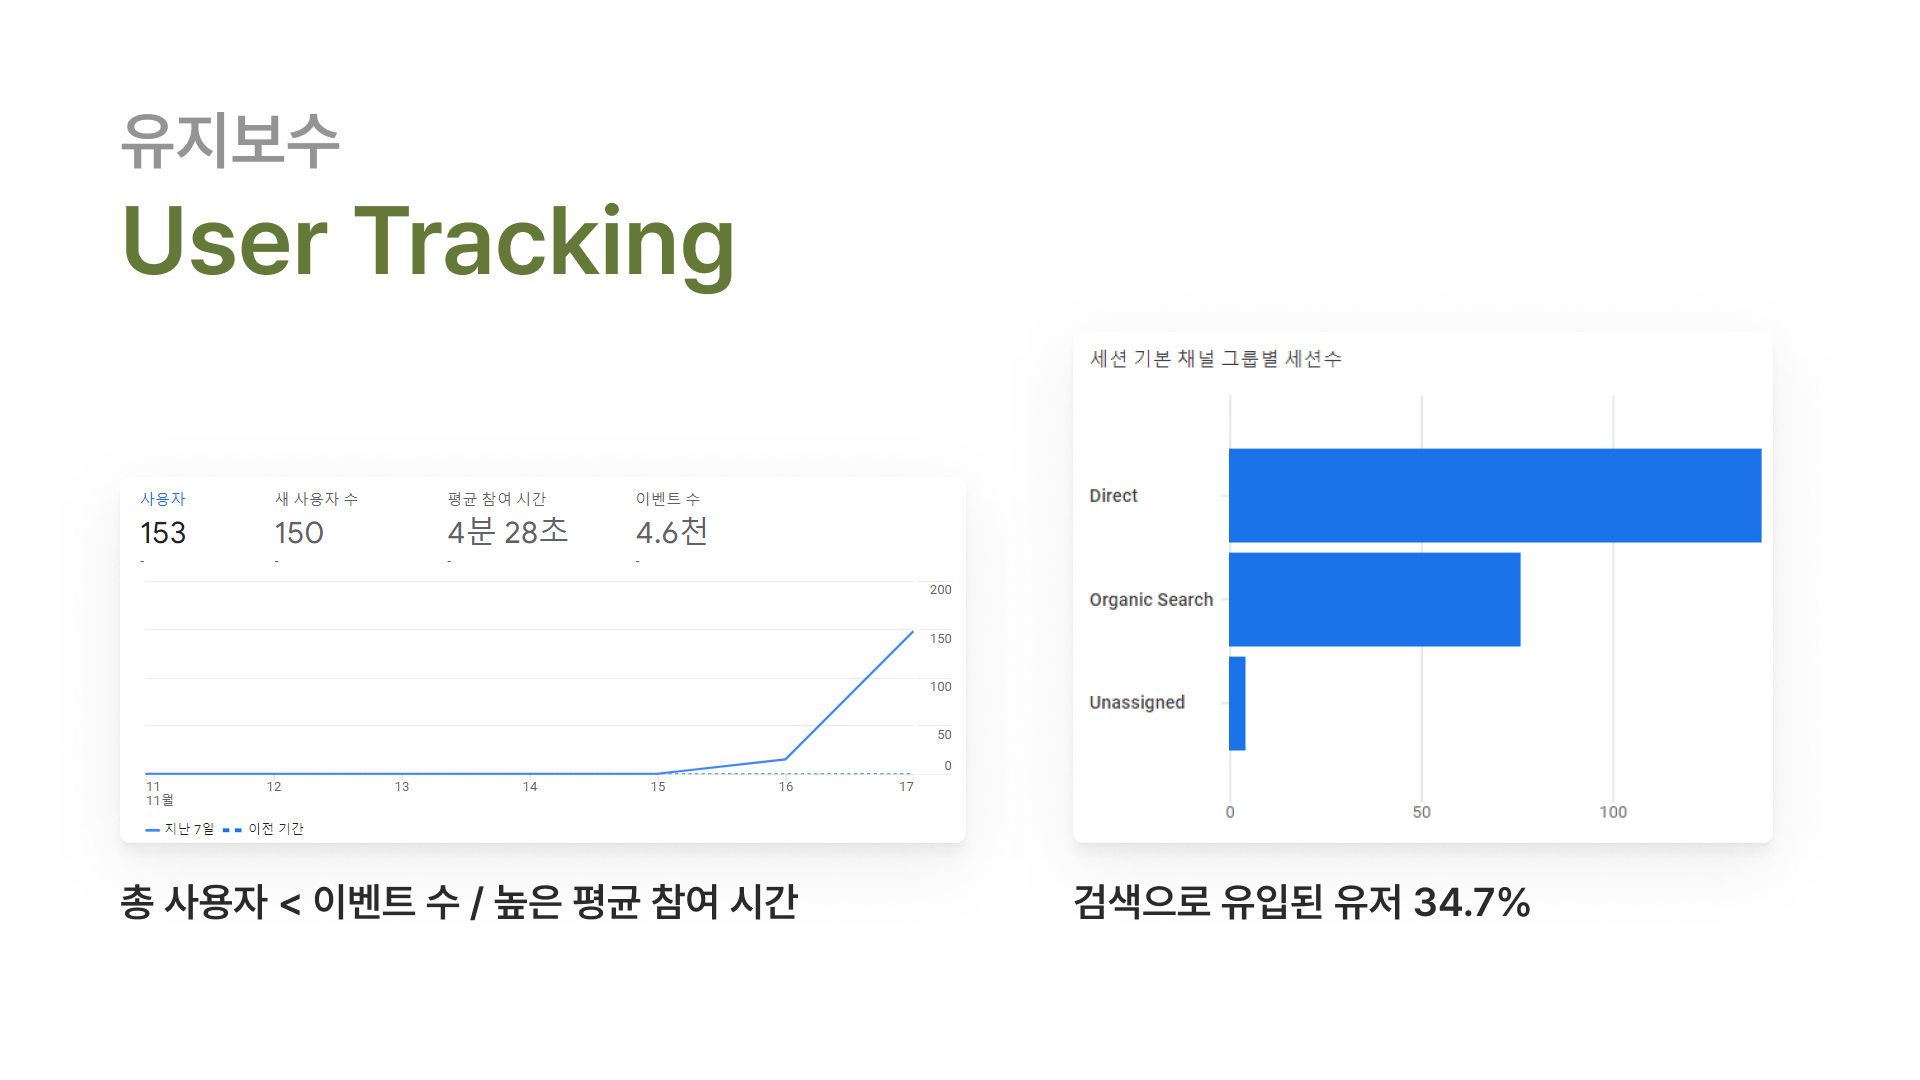 유지보수
User Tracking
사용자 새 사용자 수 평균 참여 시간 이벤트 수
153 150 4분 28초 4.6천
- - - -
200
150
100
50
0
11 12 13 14 15 16 17
11월
지난 7일 이전 기간
총 사용자 < 이벤트 수 / 높은 평균 참여 시간
세션 기본 채널 그룹별 세션수
Direct
Organic Search
Unassigned
0 50 100
검색으로 유입된 유저 34.7%